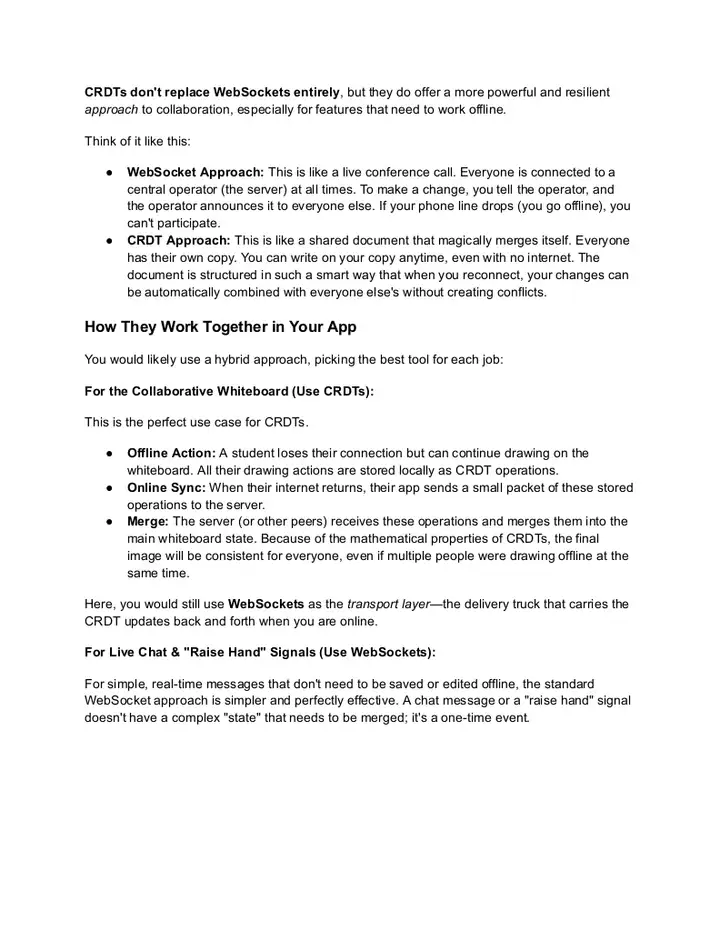 CRDTs don't replace WebSockets entirely, but they do offer a more powerful and resilient
approach to collaboration, especially for features that need to work offline.
Think of it like this:
● WebSocket Approach: This is like a live conference call. Everyone is connected to a
central operator (the server) at all times. To make a change, you tell the operator, and
the operator announces it to everyone else. If your phone line drops (you go offline), you
can't participate.
● CRDT Approach: This is like a shared document that magically merges itself. Everyone
has their own copy. You can write on your copy anytime, even with no internet. The
document is structured in such a smart way that when you reconnect, your changes can
be automatically combined with everyone else's without creating conflicts.
How They Work Together in Your App
You would likely use a hybrid approach, picking the best tool for each job:
For the Collaborative Whiteboard (Use CRDTs):
This is the perfect use case for CRDTs.
● Offline Action: A student loses their connection but can continue drawing on the
whiteboard. All their drawing actions are stored locally as CRDT operations.
● Online Sync: When their internet returns, their app sends a small packet of these stored
operations to the server.
● Merge: The server (or other peers) receives these operations and merges them into the
main whiteboard state. Because of the mathematical properties of CRDTs, the final
image will be consistent for everyone, even if multiple people were drawing offline at the
same time.
Here, you would still use WebSockets as the transport layer—the delivery truck that carries the
CRDT updates back and forth when you are online.
For Live Chat & "Raise Hand" Signals (Use WebSockets):
For simple, real-time messages that don't need to be saved or edited offline, the standard
WebSocket approach is simpler and perfectly effective. A chat message or a "raise hand" signal
doesn't have a complex "state" that needs to be merged; it's a one-time event.